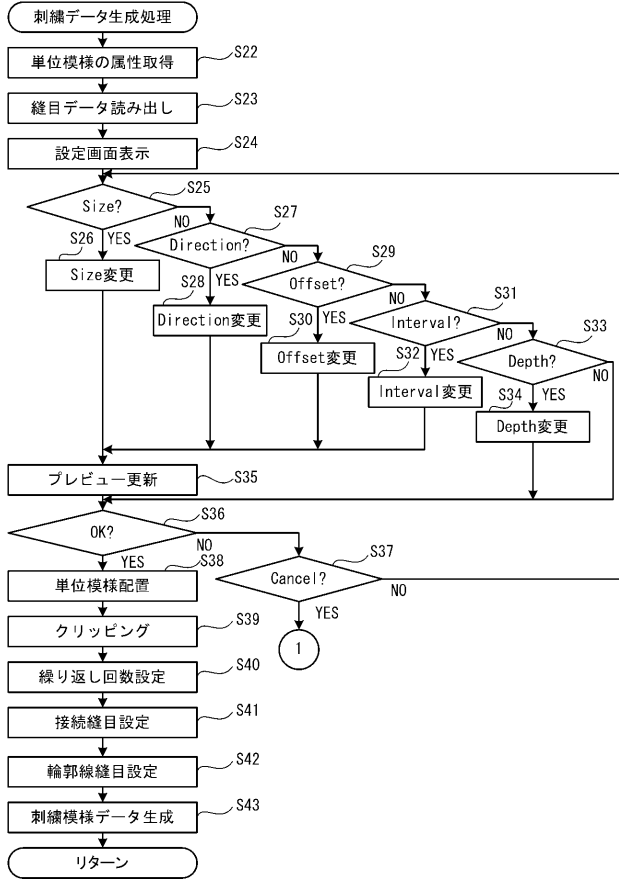 刺繍データ生成処理
単位模様の属性取得
S22
縫目データ読み出し
S23
設定画面表示
S24
Size?
S25
YES
NO
S26
Size変更
Direction?
S27
YES
NO
S28
Direction変更
Offset?
S29
YES
NO
S30
Offset変更
Interval?
S31
YES
NO
S32
Interval変更
Depth?
S33
YES
NO
S34
Depth変更
プレビュー更新
S35
OK?
S36
YES
NO
Cancel?
S37
YES
NO
1
単位模様配置
S38
クリッピング
S39
繰り返し回数設定
S40
接続縫目設定
S41
輪郭線縫目設定
S42
刺繍模様データ生成
S43
リターン